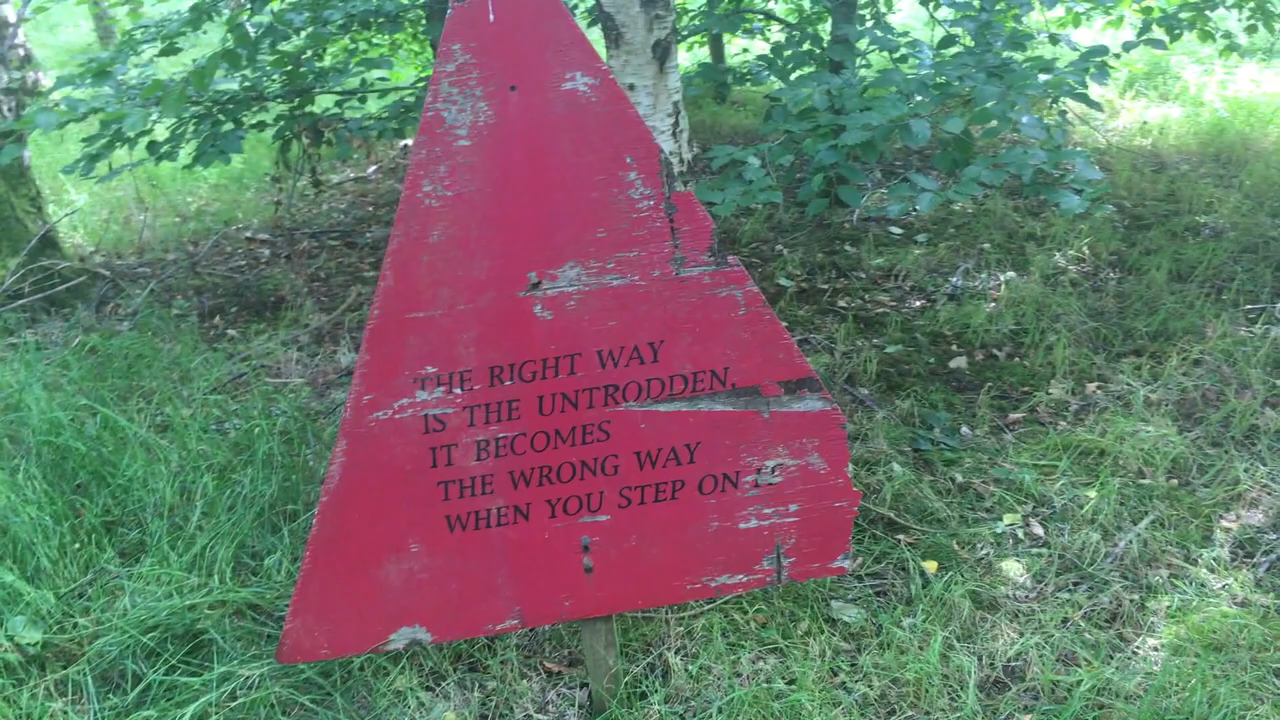 THE RIGHT WAY
IS THE UNTRODDEN,
IT BECOMES
THE WRONG WAY
WHEN YOU STEP ON